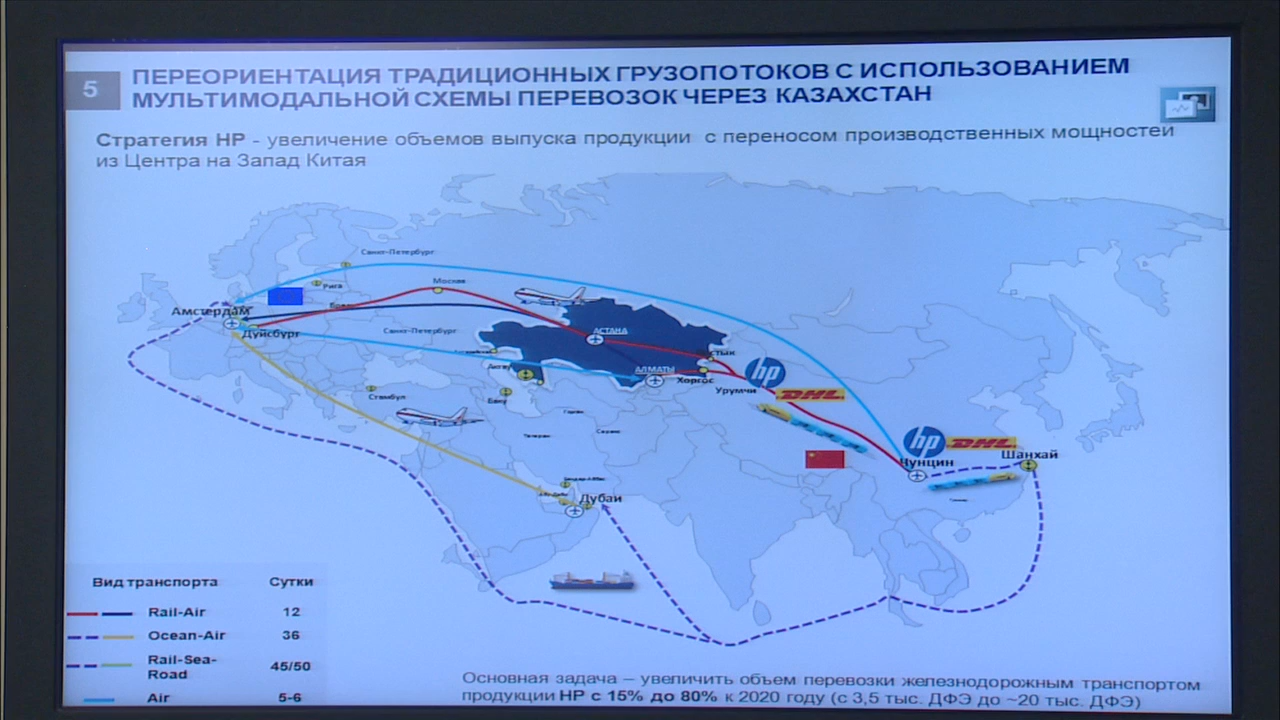 5
ПЕРЕОРИЕНТАЦИЯ ТРАДИЦИОННЫХ ГРУЗОПОТОКОВ С ИСПОЛЬЗОВАНИЕМ
МУЛЬТИМОДАЛЬНОЙ СХЕМЫ ПЕРЕВОЗОК ЧЕРЕЗ КАЗАХСТАН
Стратегия HP - увеличение объемов выпуска продукции с переносом производственных мощностей
из Центра на Запад Китая
Санкт-Петербург
Москва
Рига
Амстердам
Дуйсбург
Санкт-Петербург
АСТАНА
АЛМАТЫ
Хоргос
Урумчи
hp
DHL
Актау
Баку
Стамбул
Тегеран
hp
DHL
Чунцин
Шанхай
Дубаи
Вид транспорта Сутки
Rail-Air 12
Ocean-Air 36
Rail-Sea-
Road 45/50
Air 5-6
Основная задача – увеличить объем перевозки железнодорожным транспортом
продукции HP с 15% до 80% к 2020 году (с 3,5 тыс. ДФЭ до ~20 тыс. ДФЭ)